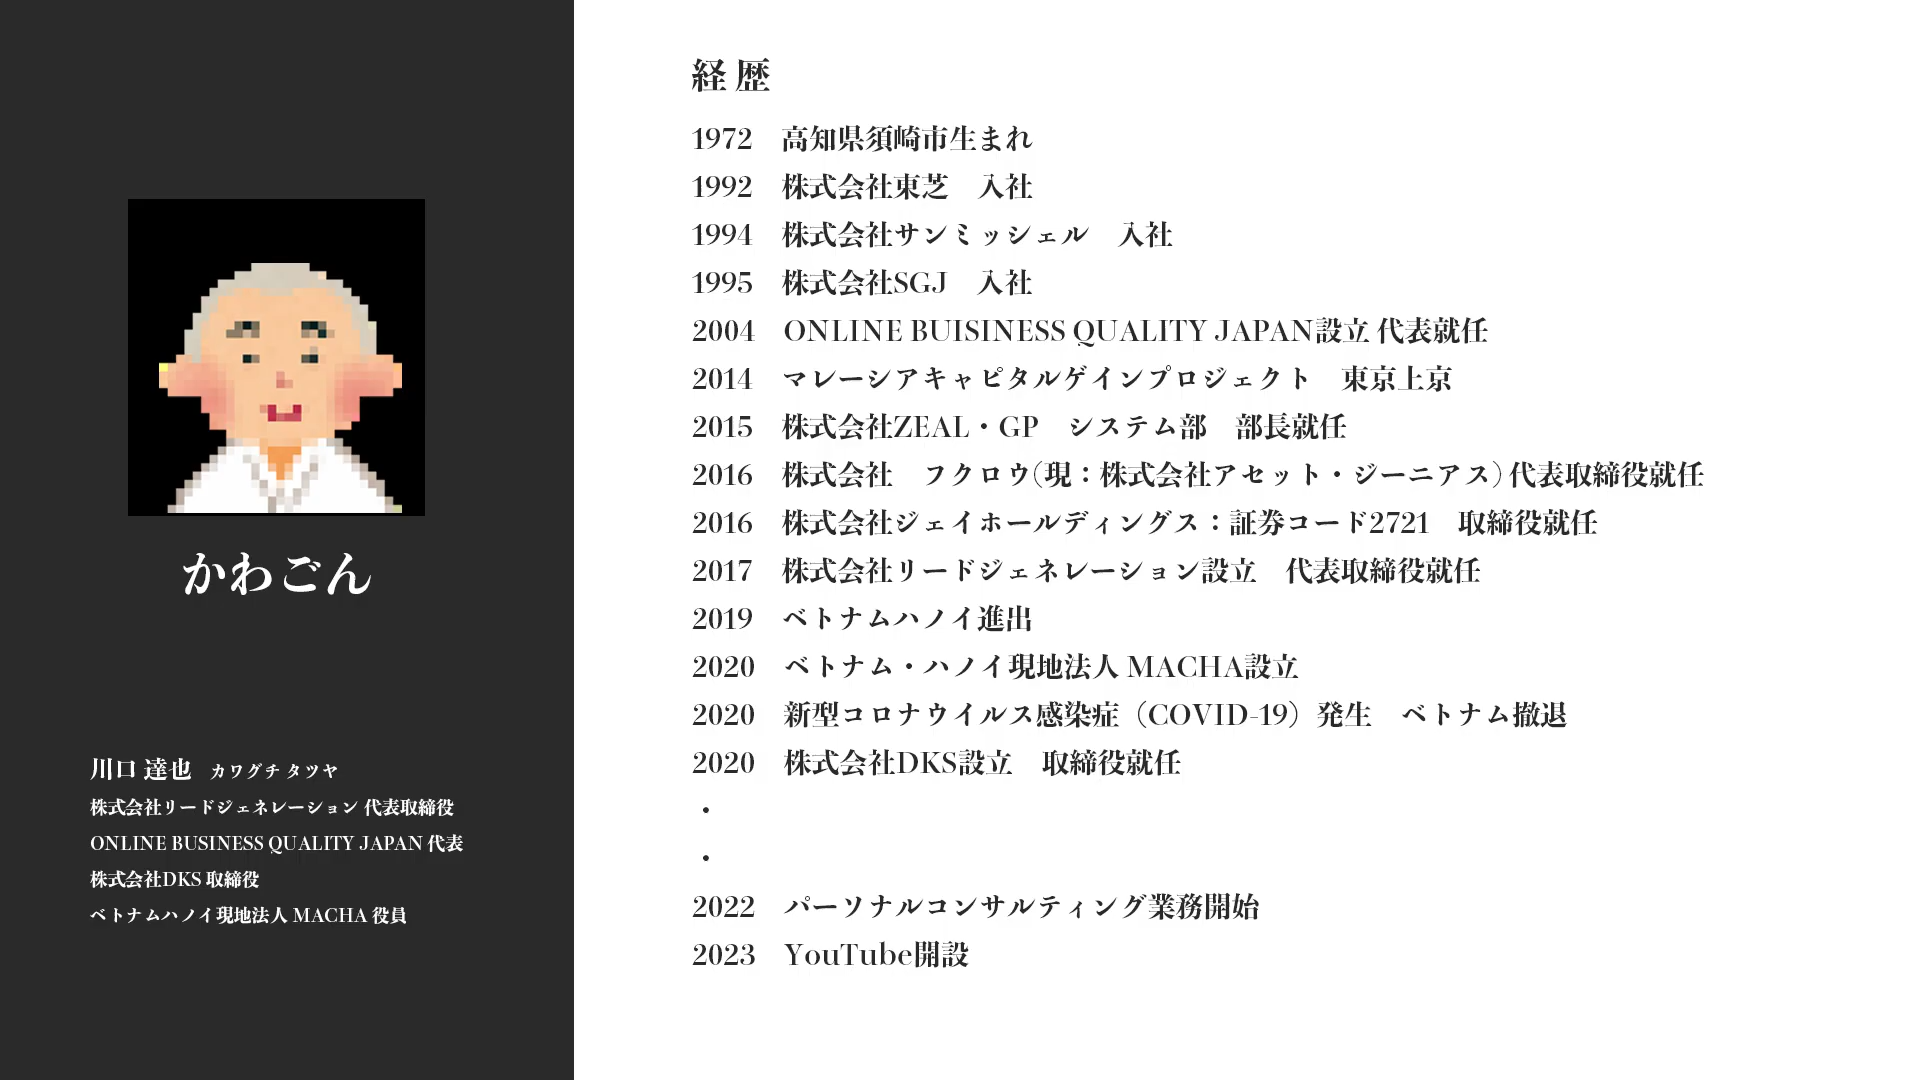 かわごん
川口 達也　カワグチ タツヤ
株式会社リードジェネレーション 代表取締役
ONLINE BUSINESS QUALITY JAPAN 代表
株式会社DKS 取締役
ベトナムハノイ現地法人 MACHA 役員
経 歴
1972　高知県須崎市生まれ
1992　株式会社東芝　入社
1994　株式会社サンミッシェル　入社
1995　株式会社SGJ　入社
2004　ONLINE BUISINESS QUALITY JAPAN設立 代表就任
2014　マレーシアキャピタルゲインプロジェクト　東京上京
2015　株式会社ZEAL・GP　システム部　部長就任
2016　株式会社　フクロウ(現：株式会社アセット・ジーニアス) 代表取締役就任
2016　株式会社ジェイホールディングス：証券コード2721　取締役就任
2017　株式会社リードジェネレーション設立　代表取締役就任
2019　ベトナムハノイ進出
2020　ベトナム・ハノイ現地法人 MACHA設立
2020　新型コロナウイルス感染症（COVID-19）発生　ベトナム撤退
2020　株式会社DKS設立　取締役就任
・
・
2022　パーソナルコンサルティング業務開始
2023　YouTube開設